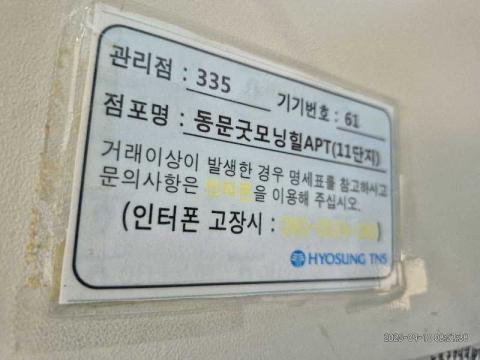 관리점 : 335 기기번호 : 61
점포명 : 동문굿모닝힐APT(11단지)
거래이상이 발생한 경우 명세표를 참고하시고
문의사항은 인터폰을 이용해 주십시오.
(인터폰 고장시 : )
HYOSUNG TNS